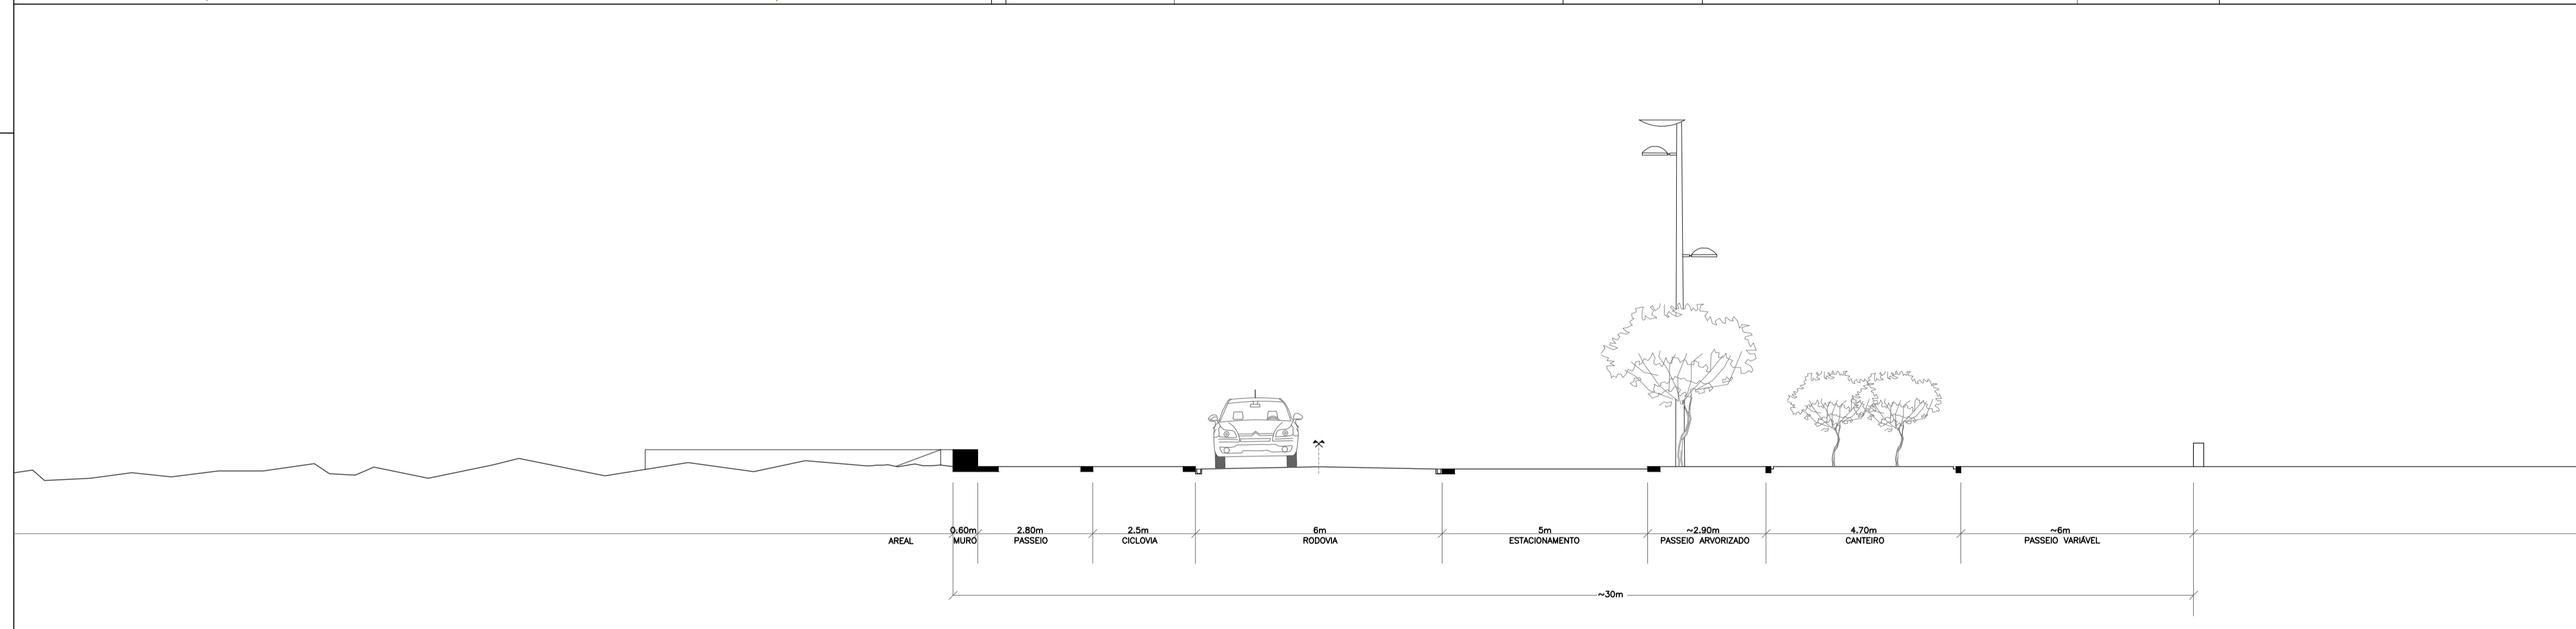 0.60m 2.80m 2.5m 6m 5m ~2.90m 4.70m ~6m
AREAL MURO PASSEIO CICLOVIA RODOVIA ESTACIONAMENTO PASSEIO ARVORIZADO CANTEIRO PASSEIO VARIÁVEL
~30m